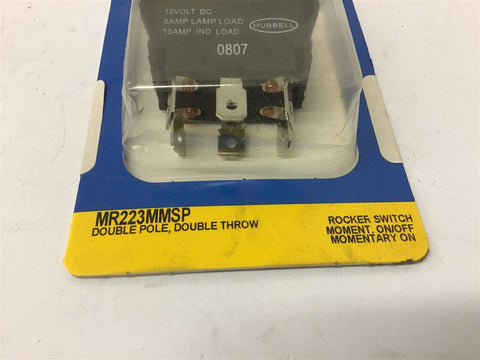 12VOLT DC
5AMP LAMP LOAD
15AMP IND LOAD
HUBBELL
0807
MR223MMSP
DOUBLE POLE, DOUBLE THROW
ROCKER SWITCH
MOMENT. ON/OFF
MOMENTARY ON